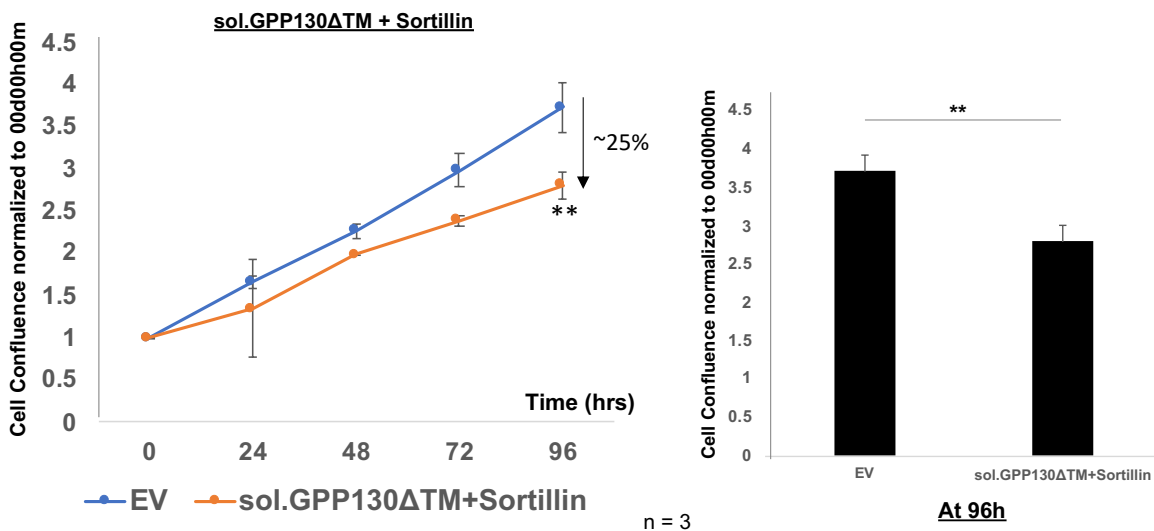 sol.GPP130ΔTM + Sortillin
Cell Confluence normalized to 00d00h00m
4.5
4
3.5
3
2.5
2
1.5
1
0.5
0
~25%
**
Time (hrs)
0 24 48 72 96
EV sol.GPP130ΔTM+Sortillin
n = 3
Cell Confluence normalized to 00d00h00m
4.5
4
3.5
3
2.5
2
1.5
1
0.5
0
**
EV sol.GPP130ΔTM+Sortillin
At 96h